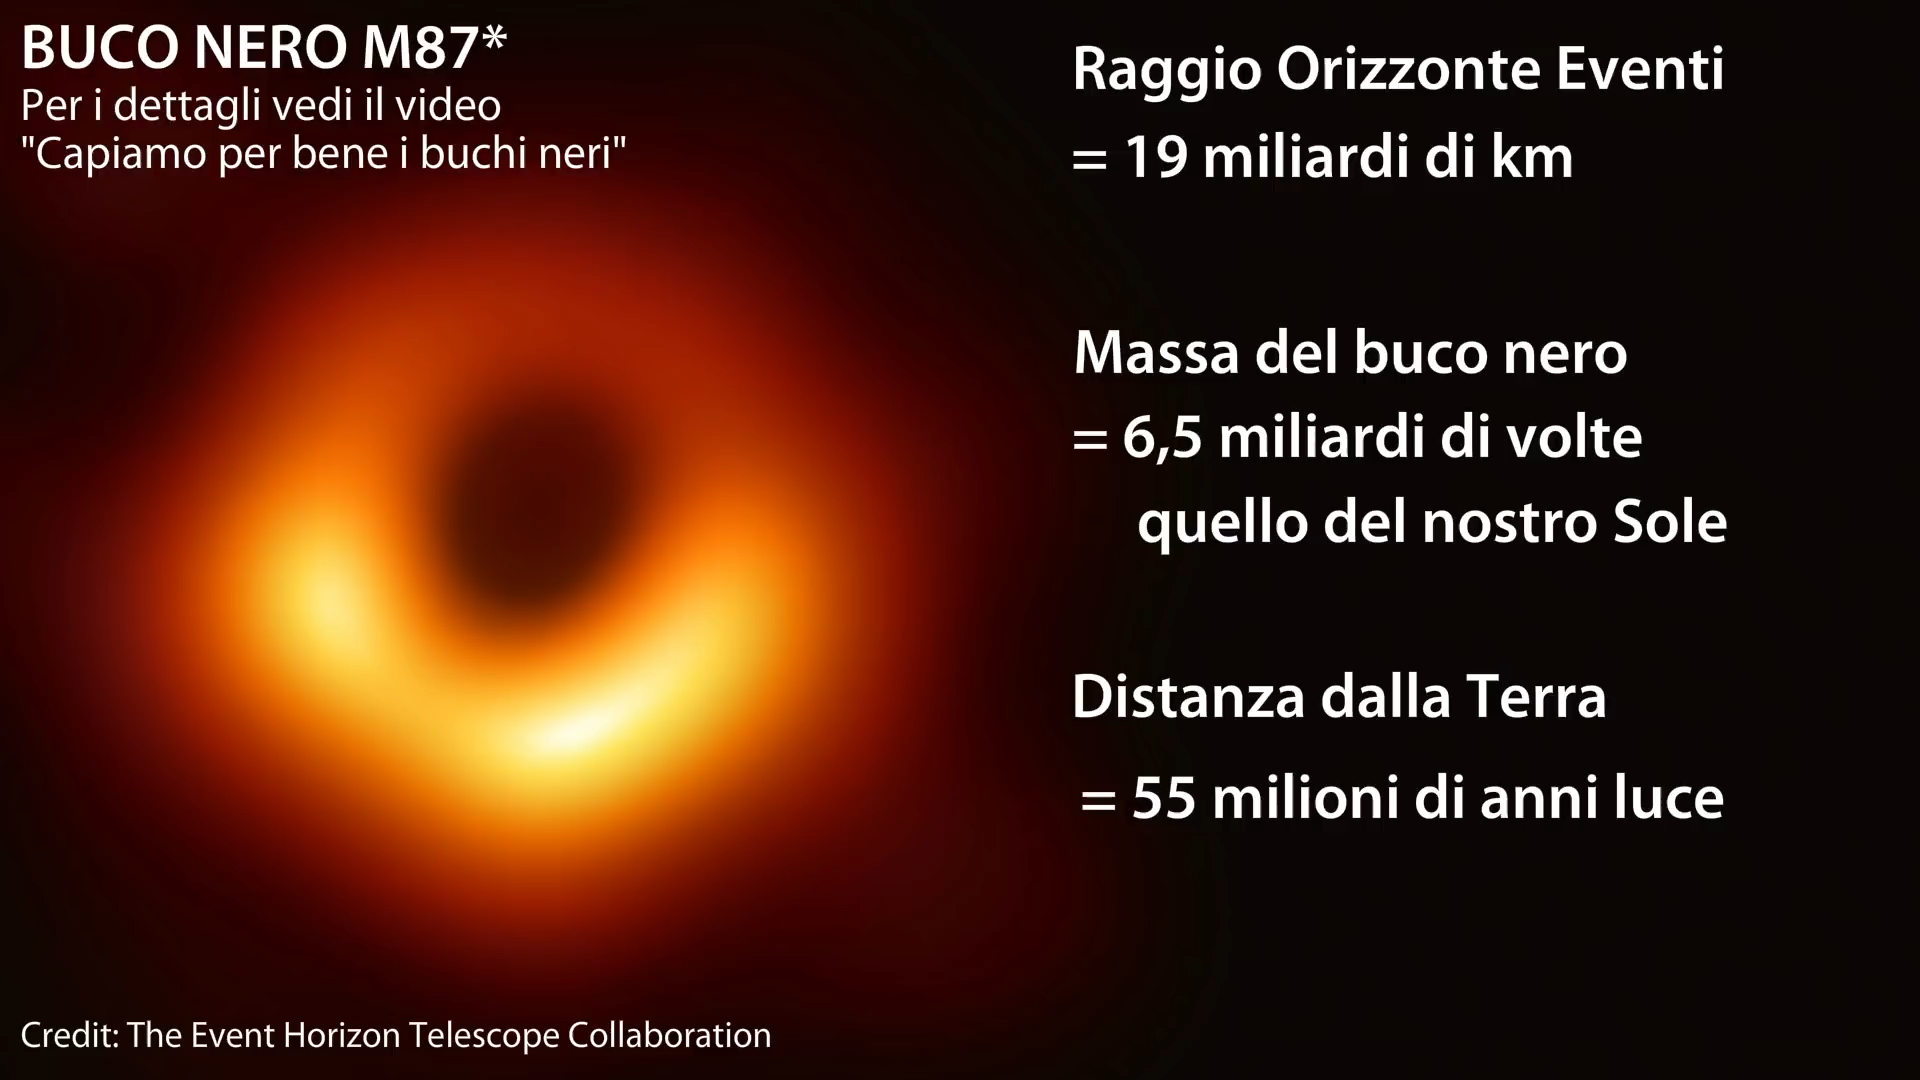 BUCO NERO M87*
Per i dettagli vedi il video
"Capiamo per bene i buchi neri"
Raggio Orizzonte Eventi
= 19 miliardi di km
Massa del buco nero
= 6,5 miliardi di volte
quello del nostro Sole
Distanza dalla Terra
= 55 milioni di anni luce
Credit: The Event Horizon Telescope Collaboration